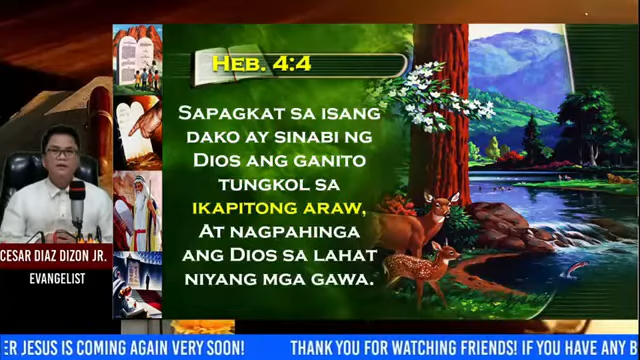 HEB. 4:4
SAPAGKAT SA ISANG
DAKO AY SINABI NG
DIOS ANG GANITO
TUNGKOL SA
IKAPITONG ARAW,
AT NAGPAHINGA
ANG DIOS SA LAHAT
NIYANG MGA GAWA.
CESAR DIAZ DIZON JR.
EVANGELIST
ER JESUS IS COMING AGAIN VERY SOON! THANK YOU FOR WATCHING FRIENDS! IF YOU HAVE ANY B